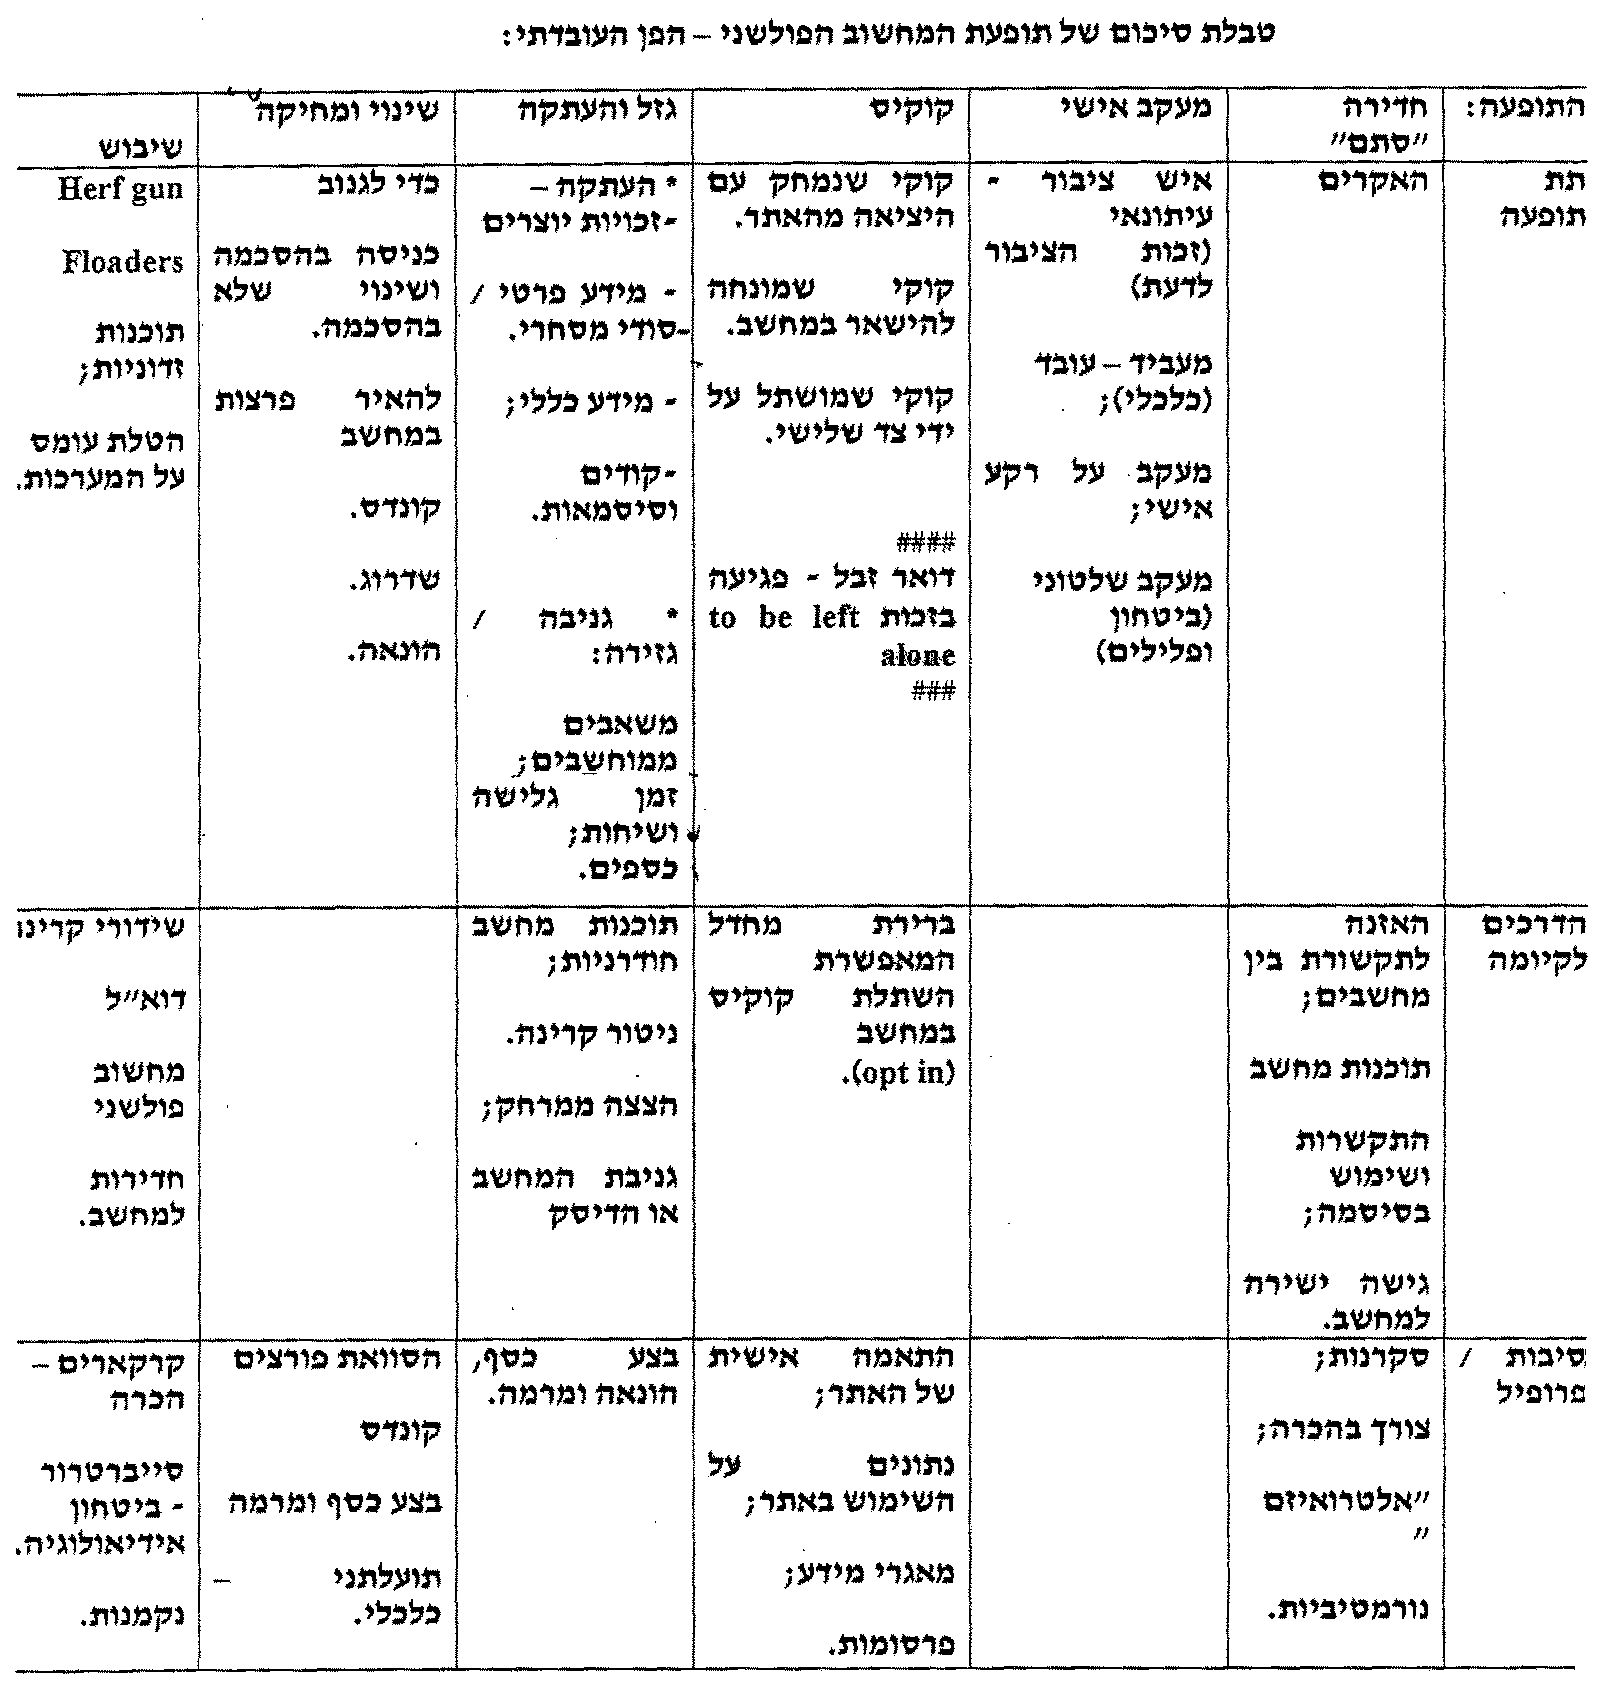 טבלת סיכום של תופעת המחשוב הפולשני – הפן העובדתי:
התופעה:
חדירה
"סתם"
מעקב אישי
קוקיס
גזל והעתקה
שינוי ומחיקה
שיבוש
תת
תופעה
האקרים
איש ציבור -
עיתונאי
(זכות הציבור
לדעת)
מעביד – עובד
(כלכלי);
מעקב על רקע
אישי;
מעקב שלטוני
(ביטחון
ופלילים)
קוקי שנמחק עם
היציאה מהאתר.
קוקי שמונחה
להישאר במחשב.
קוקי שמושתל על
ידי צד שלישי.
####
דואר זבל - פגיעה
בזכות to be left
alone
###
* העתקה –
-זכויות יוצרים
- מידע פרטי /
-סודי מסחרי.
- מידע כללי;
-קודים
וסיסמאות.
* גניבה /
גזירה:
משאבים
ממוחשבים;
זמן גלישה
ושיחות;
כספים.
כדי לגנוב
כניסה בהסכמה
ושינוי שלא
בהסכמה.
להאיר פרצות
במחשב
קונדס.
שדרוג.
הונאה.
Herf gun
Floaders
תוכנות
זדוניות;
הטלת עומס
על המערכות.
הדרכים
לקיומה
האזנה
לתקשורת בין
מחשבים;
תוכנות מחשב
התקשרות
ושימוש
בסיסמה;
גישה ישירה
למחשב.
ברירת מחדל
המאפשרת
השתלת קוקיס
במחשב
(opt in).
תוכנות מחשב
חודרניות;
ניטור קרינה.
הצצה ממרחק;
גניבת המחשב
או הדיסק
שידורי קרינו
דוא"ל
מחשוב
פולשני
חדירות
למחשב.
סיבות /
פרופיל
סקרנות;
צורך בהכרה;
"אלטרואיזם
"
נורמטיביות.
התאמה אישית
של האתר;
נתונים על
השימוש באתר;
מאגרי מידע;
פרסומות.
בצע כסף,
הונאה ומרמה.
הסוואת פורצים
קונדס
בצע כסף ומרמה
תועלתני –
כלכלי.
קרקארים –
הכרה
סייברטרור
- ביטחון
אידיאולוגיה.
נקמנות.